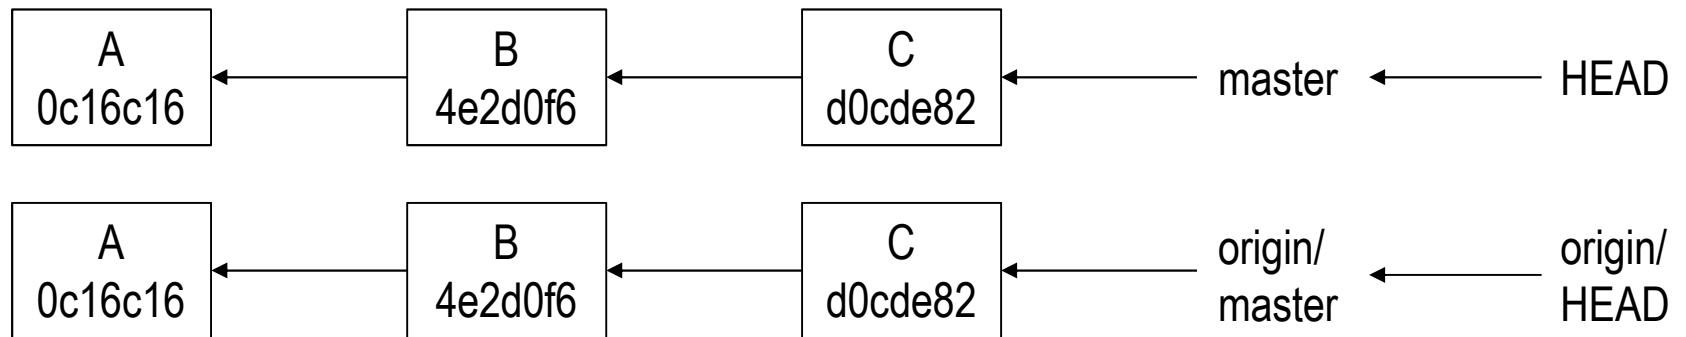 A
0c16c16
B
4e2d0f6
C
d0cde82
master
HEAD
A
0c16c16
B
4e2d0f6
C
d0cde82
origin/
master
origin/
HEAD